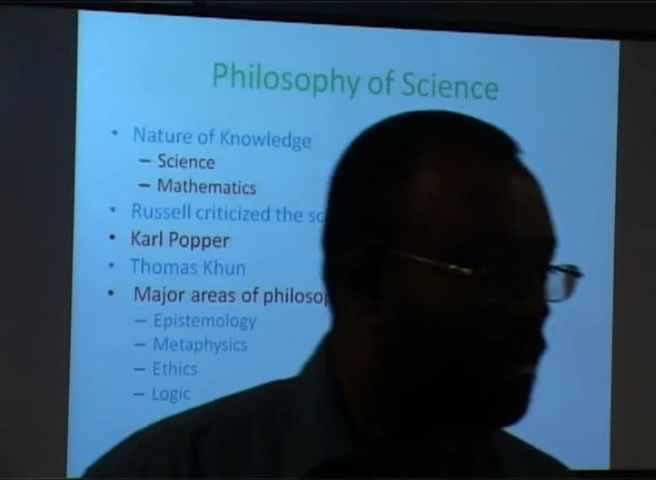 Philosophy of Science
• Nature of Knowledge
– Science
– Mathematics
• Russell criticized the
• Karl Popper
• Thomas Khun
• Major areas of
– Epistemology
– Metaphysics
– Ethics
– Logic